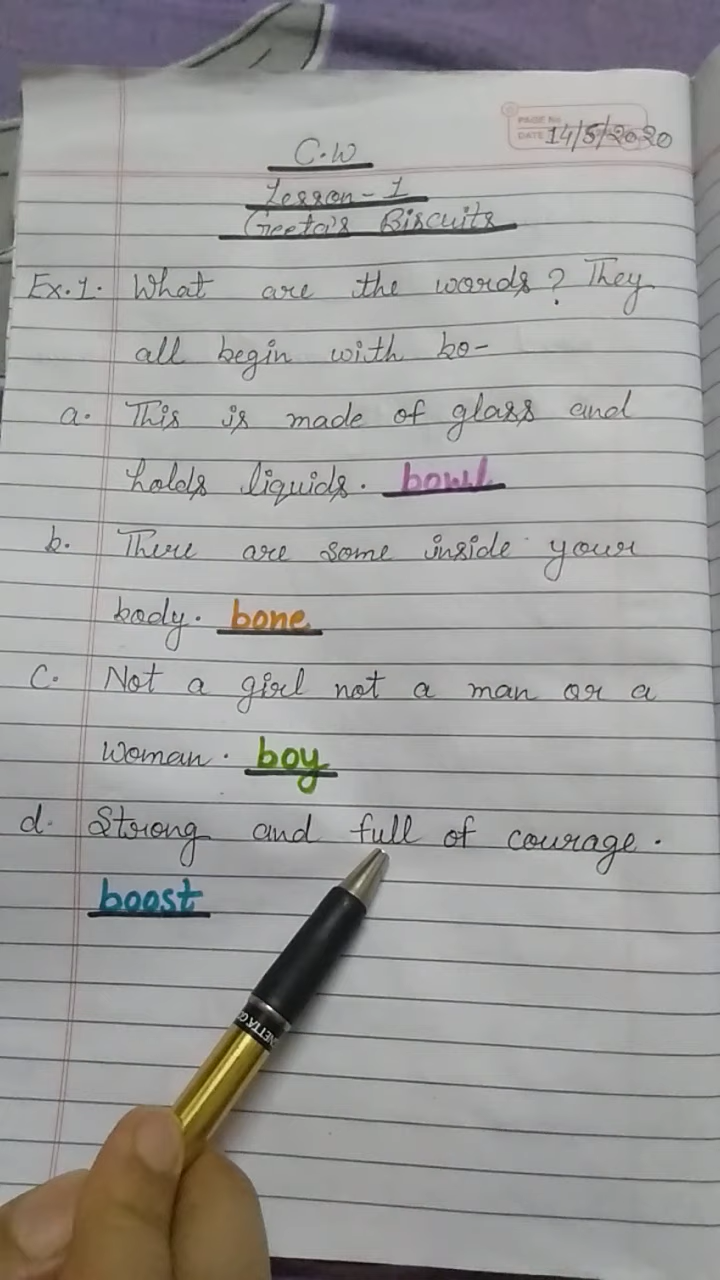 PAGE No
DATE 14/5/2020
C.W
Lesson - 1
Geeta's Biscuits
Ex.1. What are the words? They
all begin with bo-
a. This is made of glass and
holds liquids. bowl
b. There are some inside your
body. bone
C. Not a girl not a man or a
woman. boy
d. Strong and full of courage.
boost